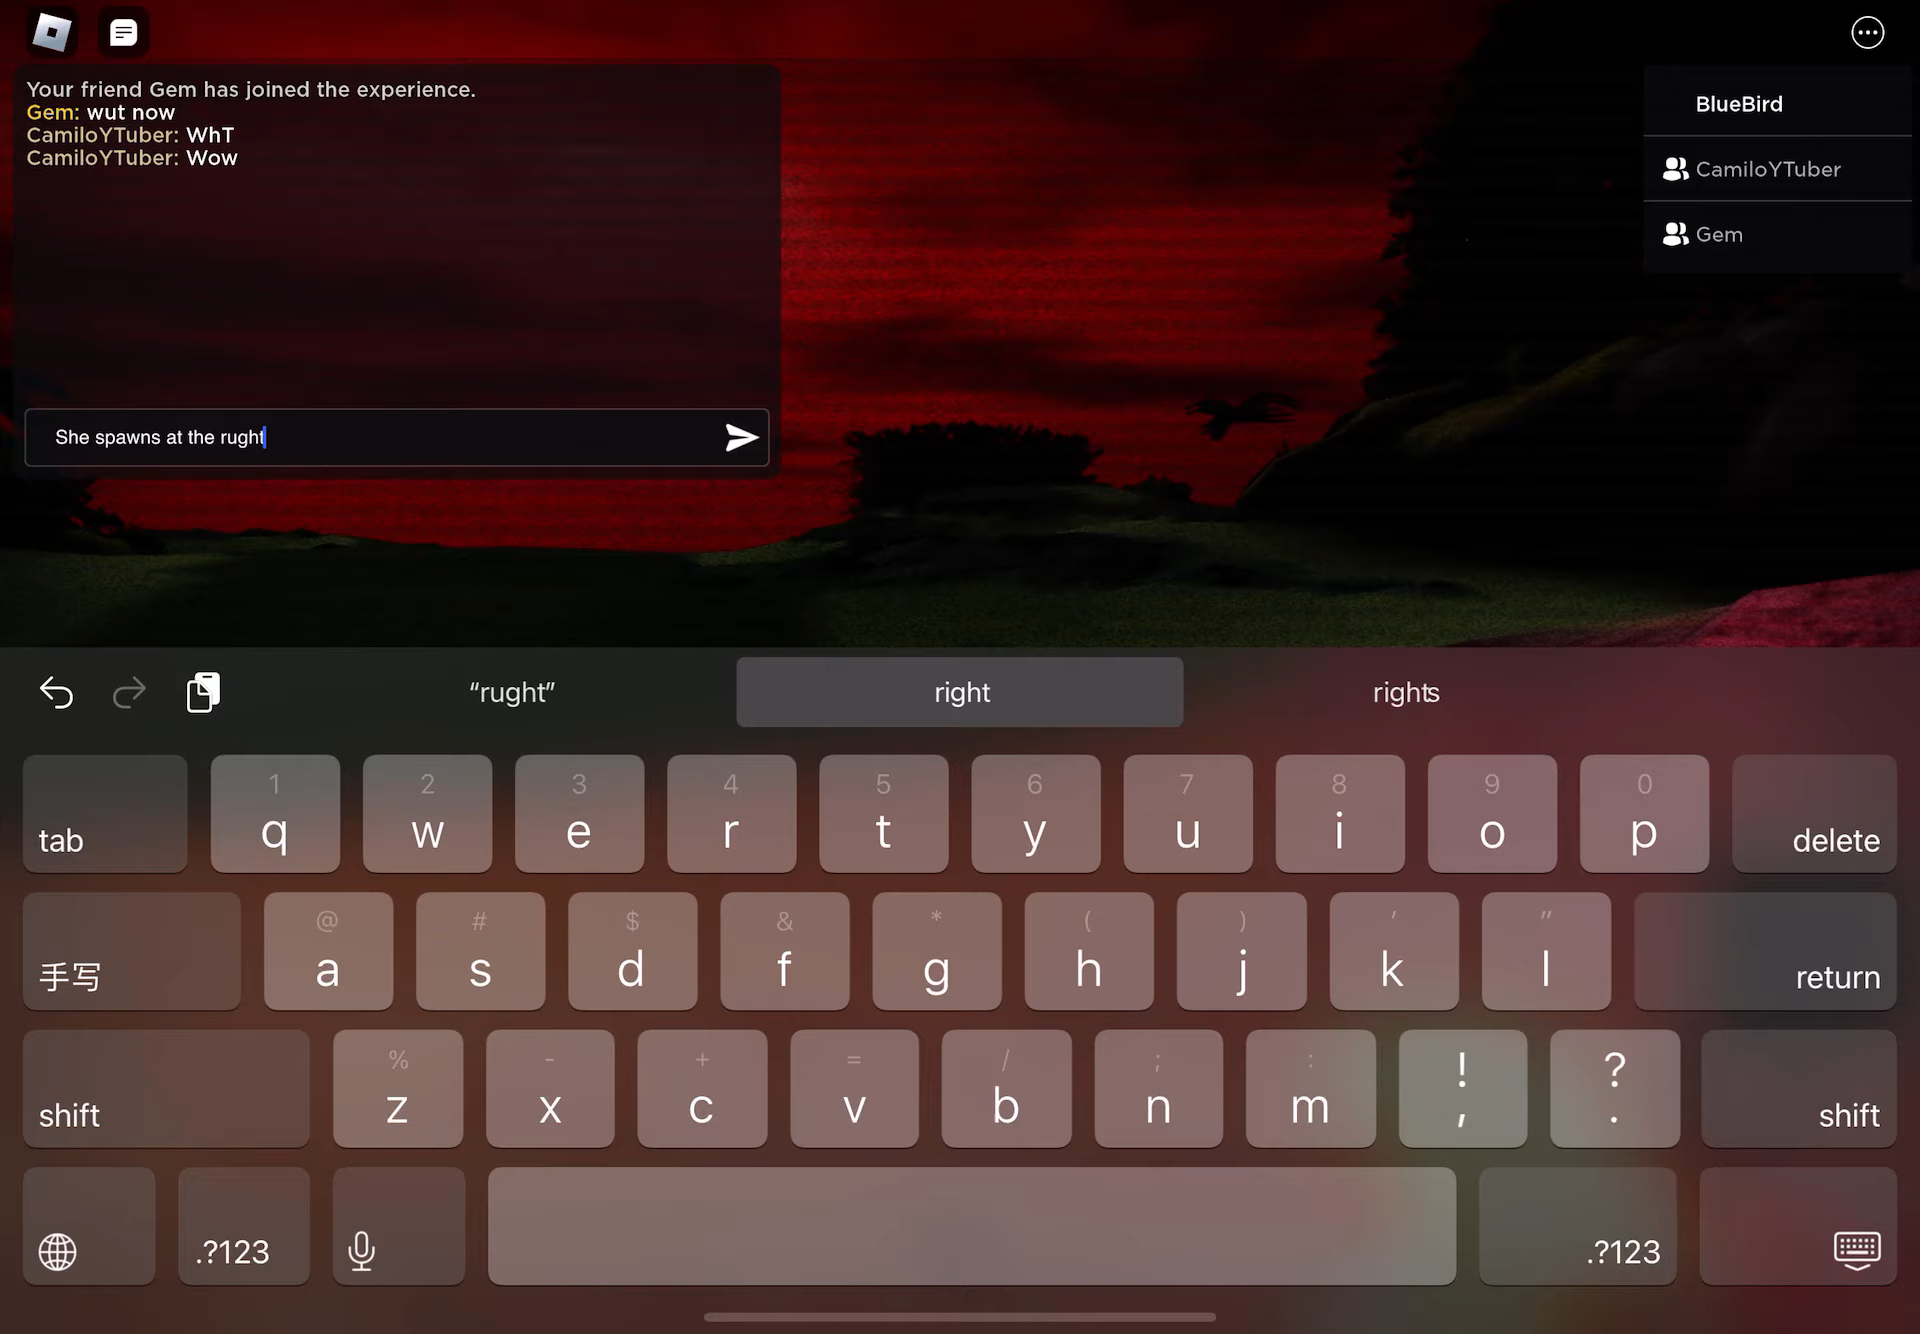 Your friend Gem has joined the experience.
Gem: wut now
CamiloYTuber: WhT
CamiloYTuber: Wow
She spawns at the rught
BlueBird
CamiloYTuber
Gem
“rught” right rights
tab 1 q 2 w 3 e 4 r 5 t 6 y 7 u 8 i 9 o 0 p delete
手写 @ a # s $ d & f * g ( h ) j ' k " l return
shift % z - x + c = v / b ; n : m ! , ? . shift
.?123 .?123